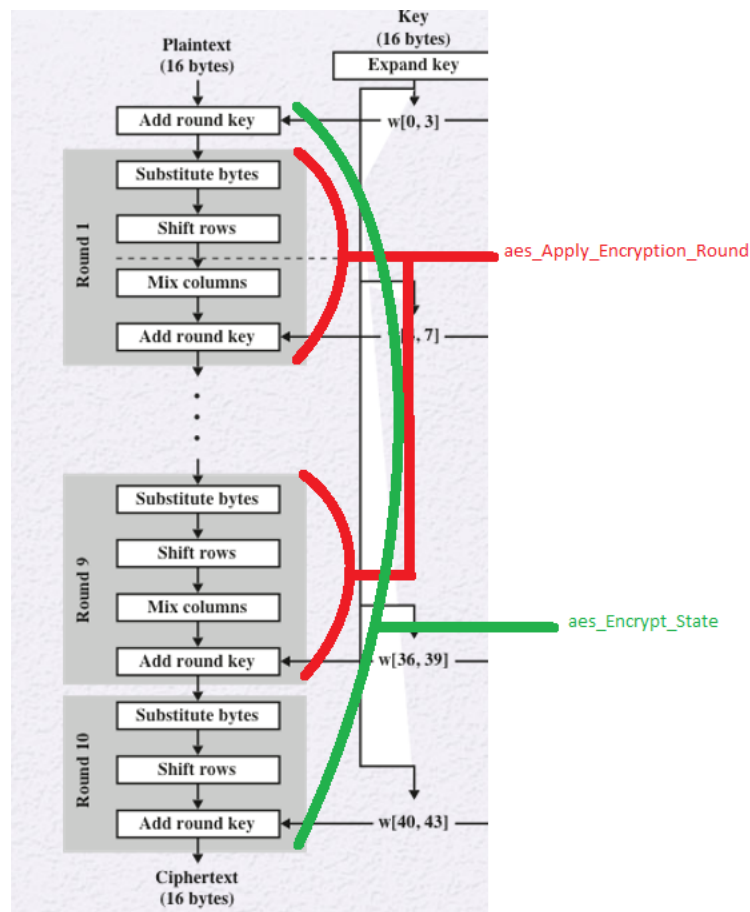 Plaintext
(16 bytes)
Key
(16 bytes)
Expand key
Add round key
w[0, 3]
Round 1
Substitute bytes
Shift rows
Mix columns
Add round key
7]
aes_Apply_Encryption_Round
Round 9
Substitute bytes
Shift rows
Mix columns
Add round key
w[36, 39]
aes_Encrypt_State
Round 10
Substitute bytes
Shift rows
Add round key
w[40, 43]
Ciphertext
(16 bytes)